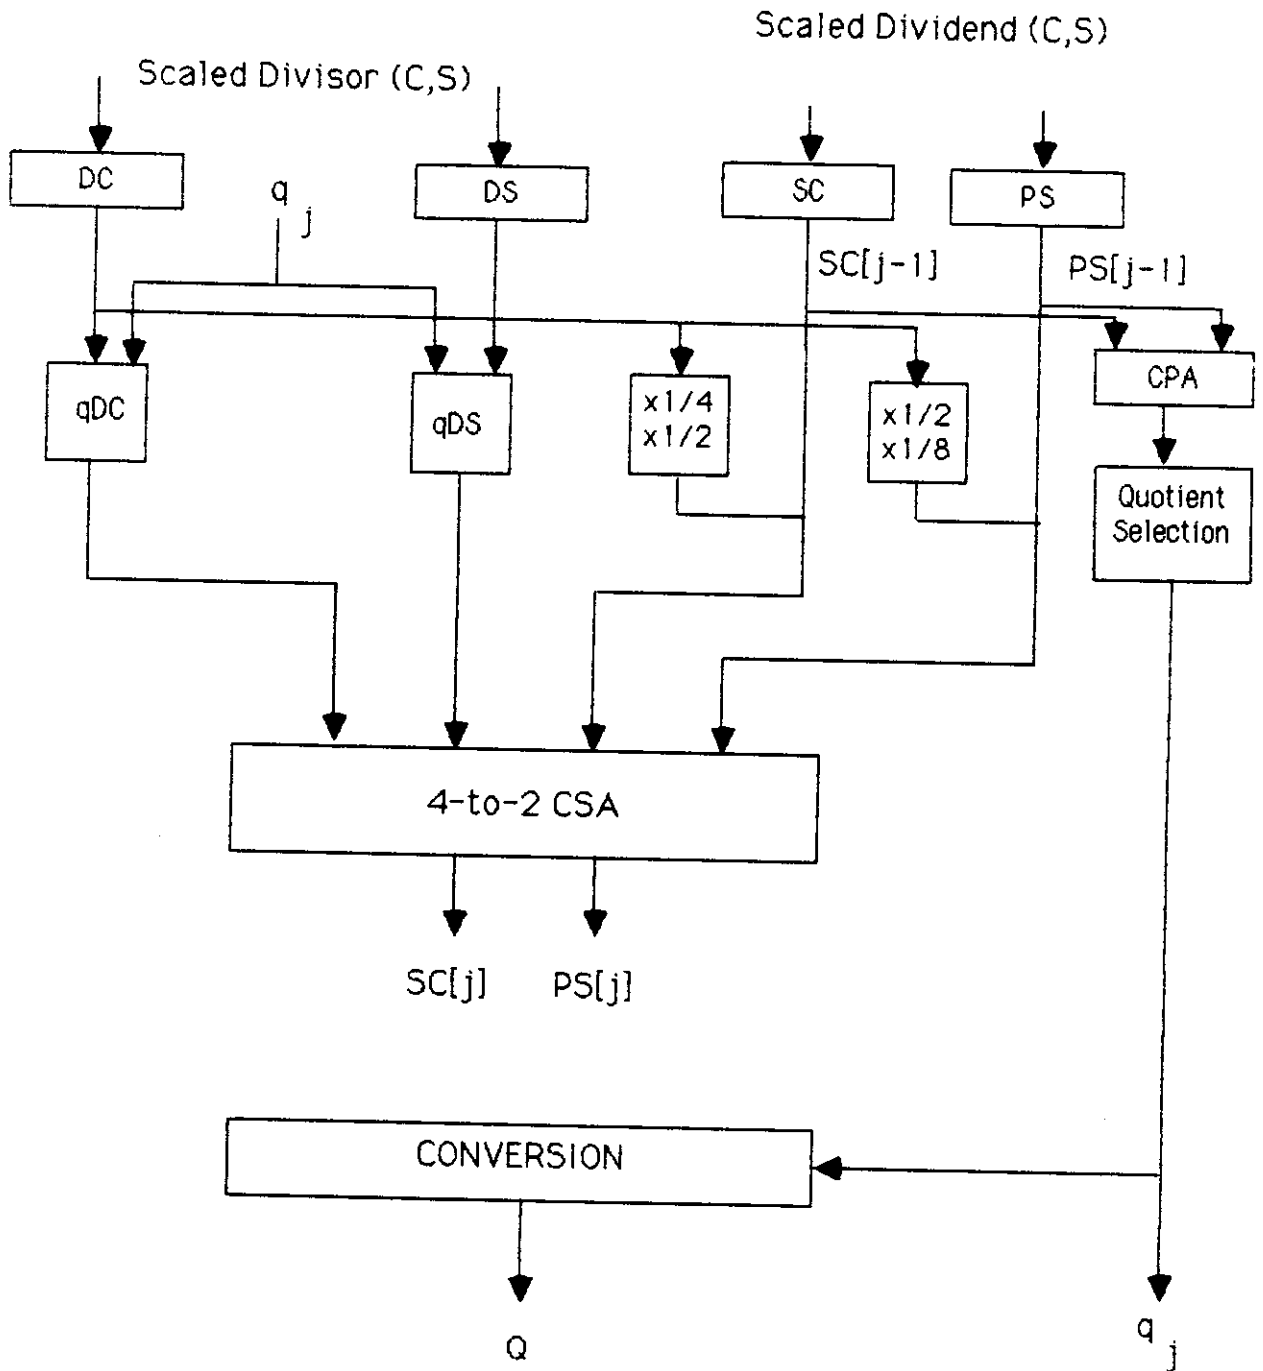 Scaled Dividend (C,S)
Scaled Divisor (C,S)
DC
q j
DS
SC
PS
SC[j-1]
PS[j-1]
qDC
qDS
x1/4
x1/2
x1/2
x1/8
CPA
Quotient
Selection
4-to-2 CSA
SC[j]
PS[j]
CONVERSION
Q
q j